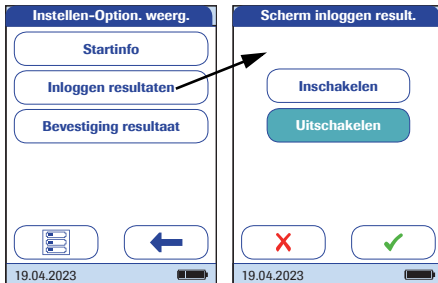 Instellen-Option. weerg.
Startinfo
Inloggen resultaten
Bevestiging resultaat
19.04.2023
Scherm inloggen result.
Inschakelen
Uitschakelen
19.04.2023